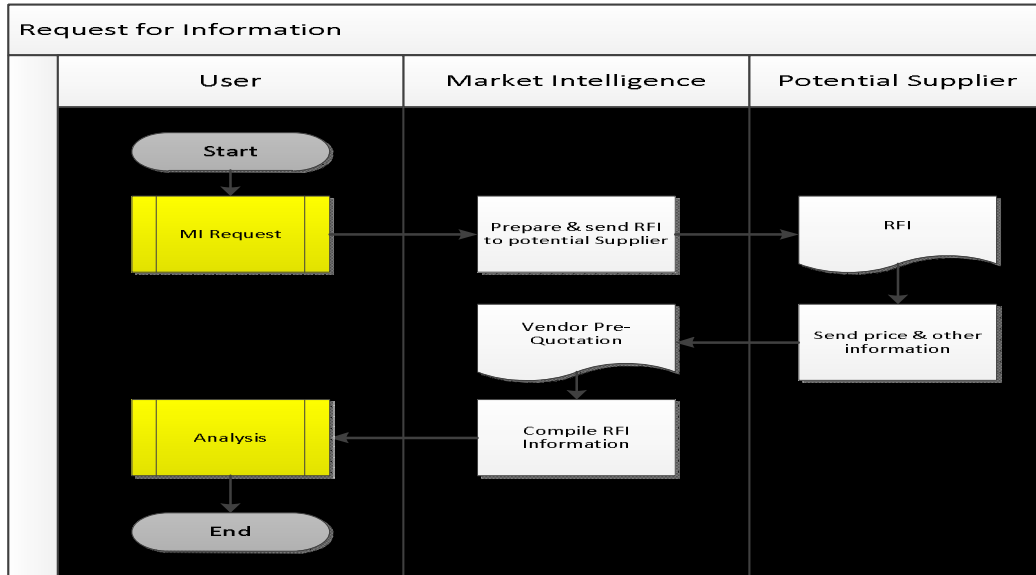 Request for Information
User
Market Intelligence
Potential Supplier
Start
MI Request
Prepare & send RFI
to potential Supplier
RFI
Vendor Pre-
Quotation
Send price & other
information
Analysis
Compile RFI
Information
End